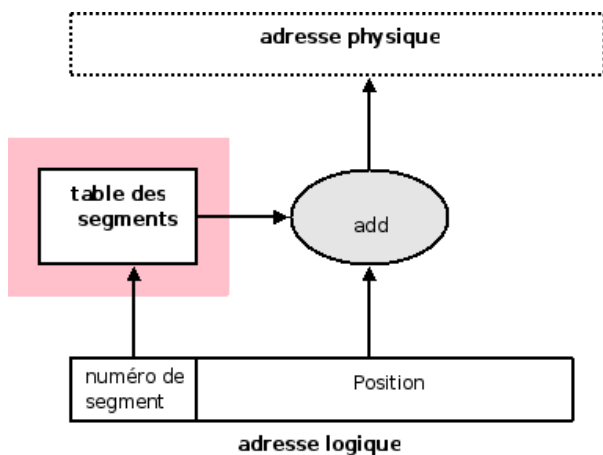 adresse physique
table des
segments
add
numéro de
segment
Position
adresse logique